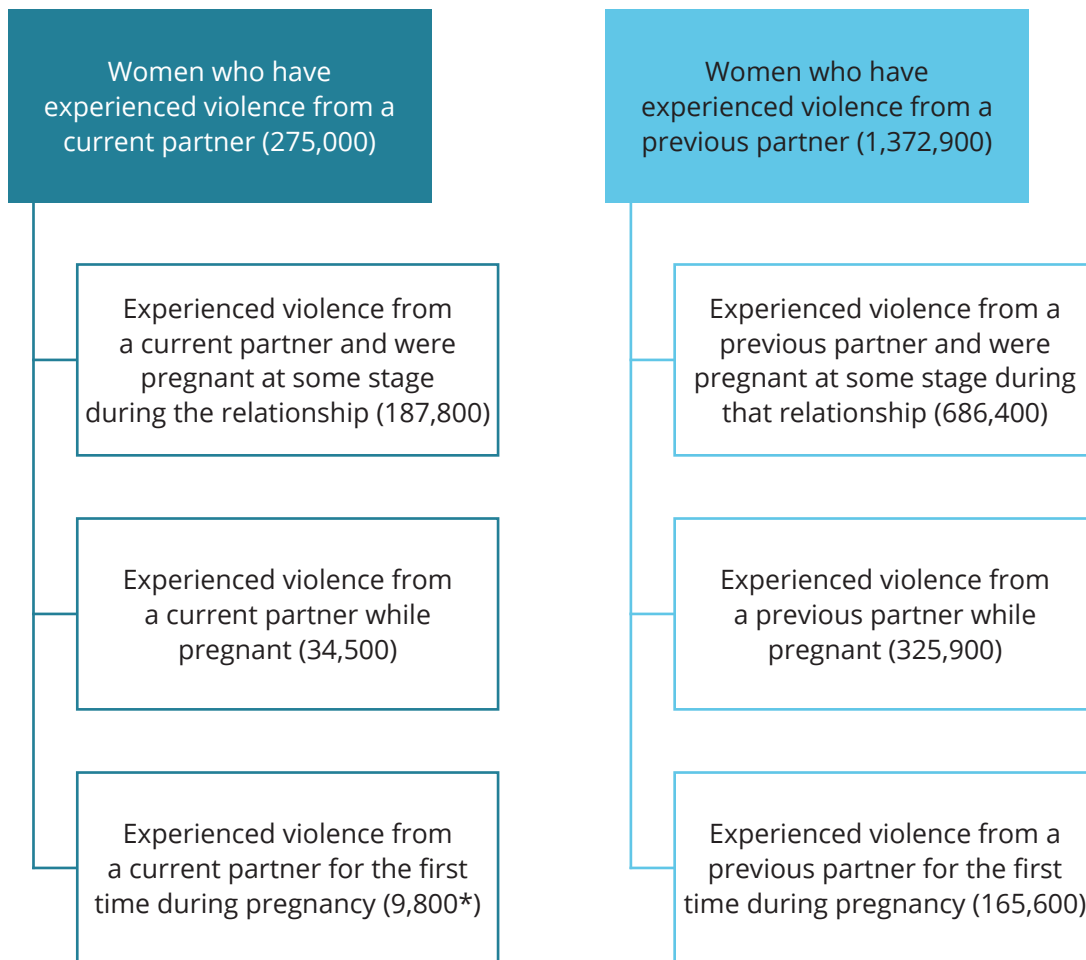 Women who have
experienced violence from a
current partner (275,000)
Experienced violence from
a current partner and were
pregnant at some stage
during the relationship (187,800)
Experienced violence from
a current partner while
pregnant (34,500)
Experienced violence from
a current partner for the first
time during pregnancy (9,800*)
Women who have
experienced violence from a
previous partner (1,372,900)
Experienced violence from a
previous partner and were
pregnant at some stage during
that relationship (686,400)
Experienced violence from
a previous partner while
pregnant (325,900)
Experienced violence from a
previous partner for the first
time during pregnancy (165,600)